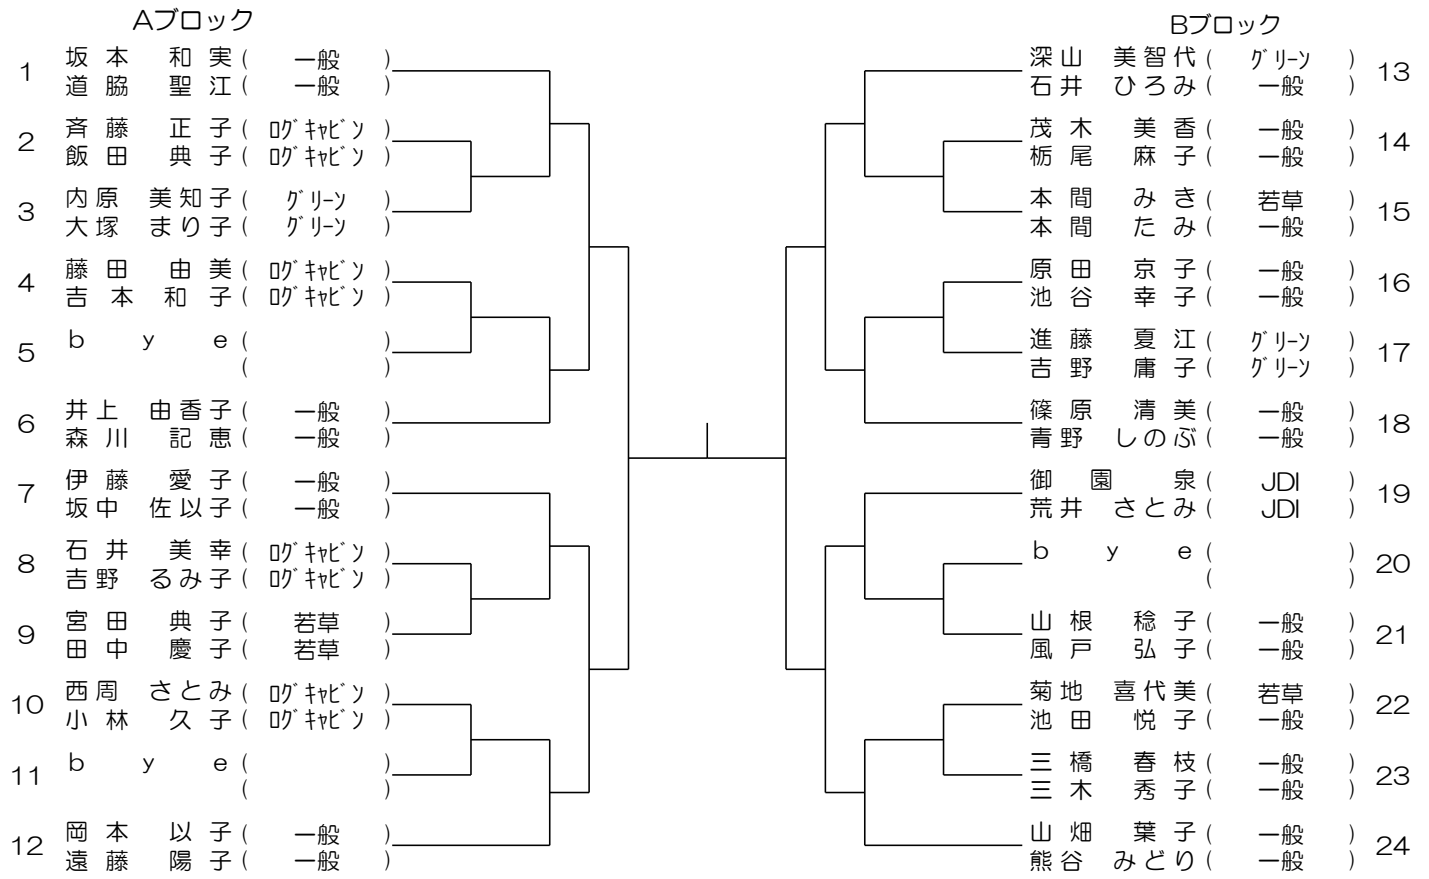 Aブロック
1 坂本 和実( 一般 )
道脇 聖江( 一般 )
2 斉藤 正子( ログキャビン )
飯田 典子( ログキャビン )
3 内原 美知子( グリーン )
大塚 まり子( グリーン )
4 藤田 由美( ログキャビン )
吉本 和子( ログキャビン )
5 bye( )
( )
6 井上 由香子( 一般 )
森川 記恵( 一般 )
7 伊藤 愛子( 一般 )
坂中 佐以子( 一般 )
8 石井 美幸( ログキャビン )
吉野 るみ子( ログキャビン )
9 宮田 典子( 若草 )
田中 慶子( 若草 )
10 西周 さとみ( ログキャビン )
小林 久子( ログキャビン )
11 bye( )
( )
12 岡本 以子( 一般 )
遠藤 陽子( 一般 )
Bブロック
深山 美智代( グリーン ) 13
石井 ひろみ( 一般 )
茂木 美香( 一般 ) 14
栃尾 麻子( 一般 )
本間 みき( 若草 ) 15
本間 たみ( 一般 )
原田 京子( 一般 ) 16
池谷 幸子( 一般 )
進藤 夏江( グリーン ) 17
吉野 庸子( グリーン )
篠原 清美( 一般 ) 18
青野 しのぶ( 一般 )
御園 泉( JDI ) 19
荒井 さとみ( JDI )
bye( ) 20
( )
山根 稔子( 一般 ) 21
風戸 弘子( 一般 )
菊地 喜代美( 若草 ) 22
池田 悦子( 一般 )
三橋 春枝( 一般 ) 23
三木 秀子( 一般 )
山畑 葉子( 一般 ) 24
熊谷 みどり( 一般 )